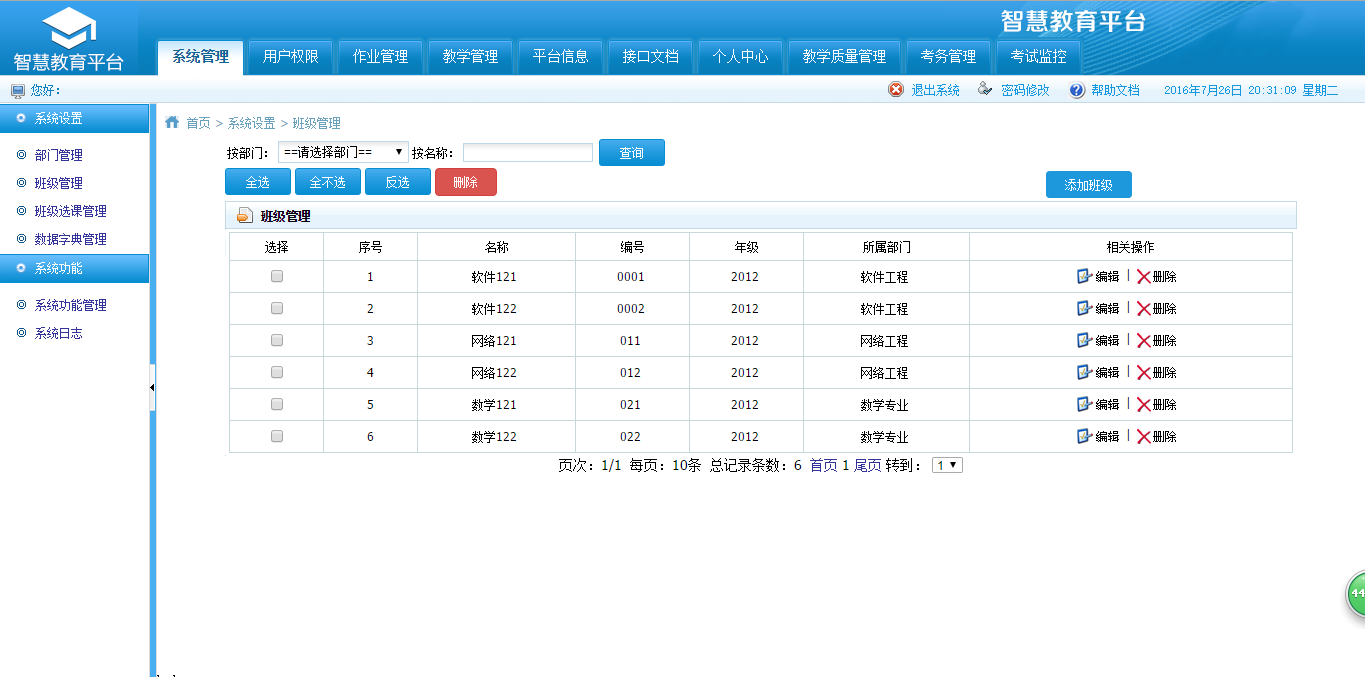 智慧教育平台
智慧教育平台
系统管理 用户权限 作业管理 教学管理 平台信息 接口文档 个人中心 教学质量管理 考务管理 考试监控
您好： 退出系统 密码修改 帮助文档 2016年7月26日 20:31:09 星期二
系统设置
部门管理
班级管理
班级选课管理
数据字典管理
系统功能
系统功能管理
系统日志
首页 > 系统设置 > 班级管理
按部门： ==请选择部门== 按名称： 查询
全选 全不选 反选 删除 添加班级
班级管理
选择 序号 名称 编号 年级 所属部门 相关操作
1 软件121 0001 2012 软件工程 编辑 | 删除
2 软件122 0002 2012 软件工程 编辑 | 删除
3 网络121 011 2012 网络工程 编辑 | 删除
4 网络122 012 2012 网络工程 编辑 | 删除
5 数学121 021 2012 数学专业 编辑 | 删除
6 数学122 022 2012 数学专业 编辑 | 删除
页次：1/1 每页：10条 总记录条数：6 首页 1 尾页 转到： 1
44